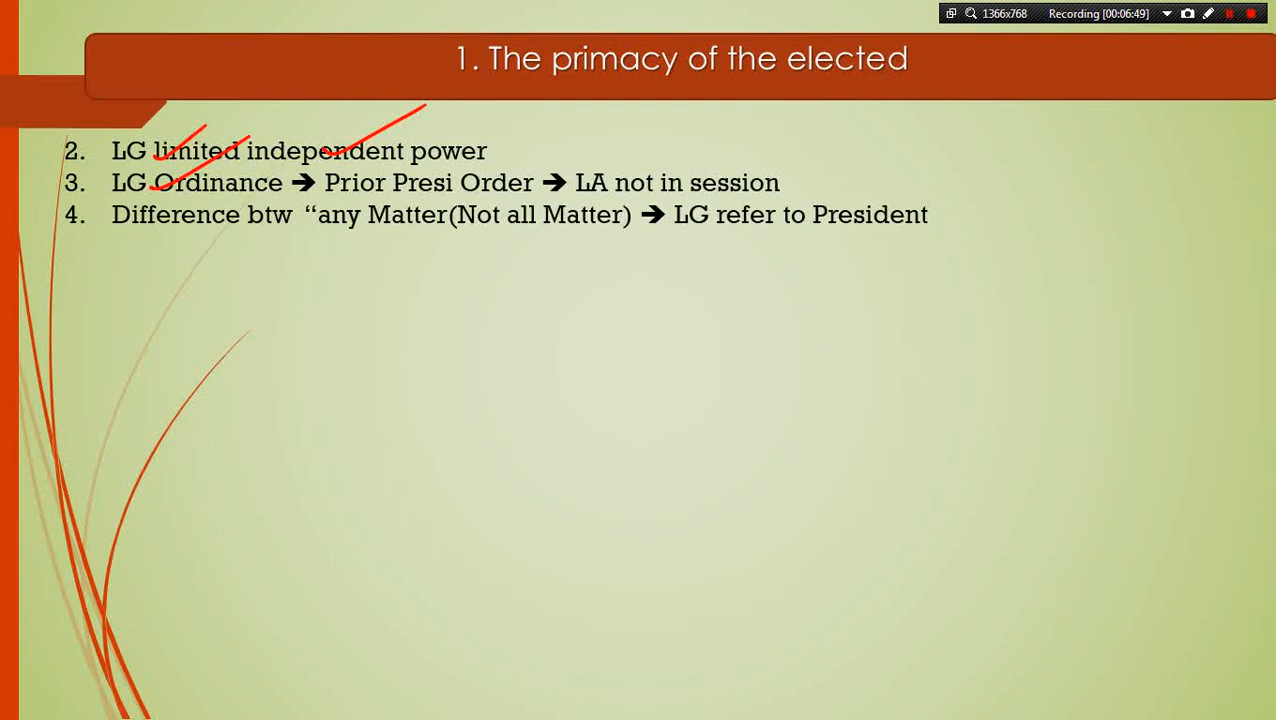 1366x768 Recording [00:06:49]
1. The primacy of the elected
2. LG limited independent power
3. LG Ordinance ➔ Prior Presi Order ➔ LA not in session
4. Difference btw “any Matter(Not all Matter) ➔ LG refer to President